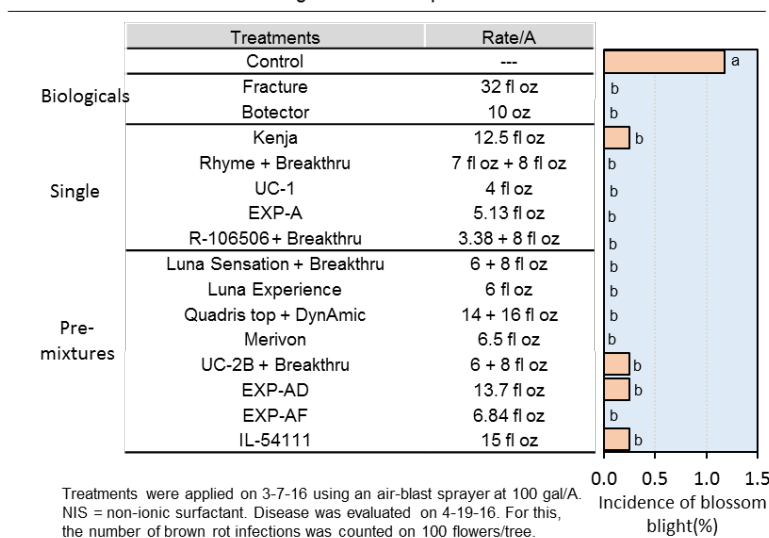 Treatments Rate/A
Control --- a
Biologicals
Fracture 32 fl oz b
Botector 10 oz b
Single
Kenja 12.5 fl oz b
Rhyme + Breakthru 7 fl oz + 8 fl oz b
UC-1 4 fl oz b
EXP-A 5.13 fl oz b
R-106506 + Breakthru 3.38 + 8 fl oz b
Pre-
mixtures
Luna Sensation + Breakthru 6 + 8 fl oz b
Luna Experience 6 fl oz b
Quadris top + DynAmic 14 + 16 fl oz b
Merivon 6.5 fl oz b
UC-2B + Breakthru 6 + 8 fl oz b
EXP-AD 13.7 fl oz b
EXP-AF 6.84 fl oz b
IL-54111 15 fl oz b
0.0 0.5 1.0 1.5
Incidence of blossom
blight(%)
Treatments were applied on 3-7-16 using an air-blast sprayer at 100 gal/A.
NIS = non-ionic surfactant. Disease was evaluated on 4-19-16. For this,
the number of brown rot infections was counted on 100 flowers/tree.